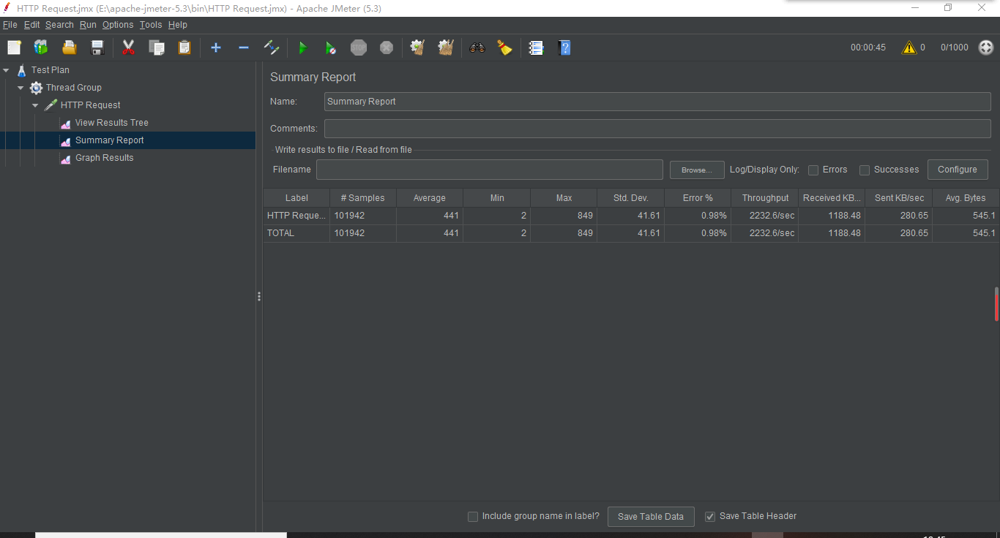 HTTP Request.jmx (E:\apache-jmeter-5.3\bin\HTTP Request.jmx) - Apache JMeter (5.3)
File Edit Search Run Options Tools Help
STOP 00:00:45 0 0/1000
Test Plan
Thread Group
HTTP Request
View Results Tree
Summary Report
Graph Results
Summary Report
Name: Summary Report
Comments:
Write results to file / Read from file
Filename Browse... Log/Display Only: Errors Successes Configure
Label # Samples Average Min Max Std. Dev. Error % Throughput Received KB... Sent KB/sec Avg. Bytes
HTTP Reque... 101942 441 2 849 41.61 0.98% 2232.6/sec 1188.48 280.65 545.1
TOTAL 101942 441 2 849 41.61 0.98% 2232.6/sec 1188.48 280.65 545.1
Include group name in label? Save Table Data Save Table Header